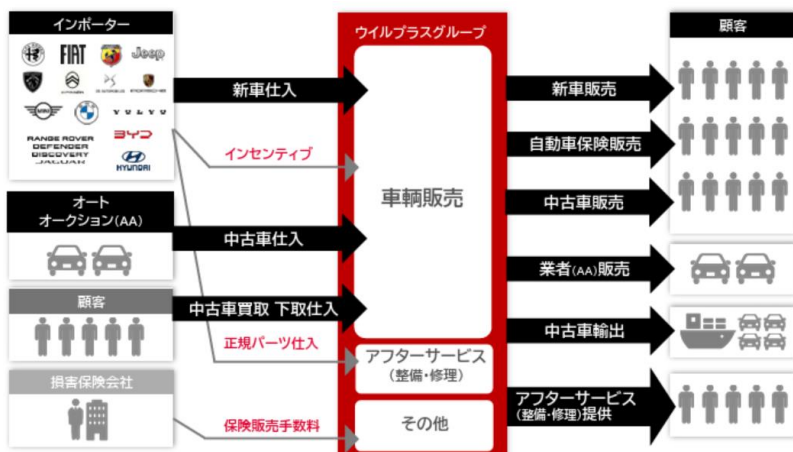 インポーター
FIAT
Jeep
MINI
VOLVO
RANGE ROVER
DEFENDER
DISCOVERY
JAGUAR
BYD
HYUNDAI
オート
オークション(AA)
顧客
損害保険会社
新車仕入
インセンティブ
中古車仕入
中古車買取 下取仕入
正規パーツ仕入
保険販売手数料
ウイルプラスグループ
車輌販売
アフターサービス
(整備・修理)
その他
新車販売
自動車保険販売
中古車販売
業者(AA)販売
中古車輸出
アフターサービス
(整備・修理)提供
顧客